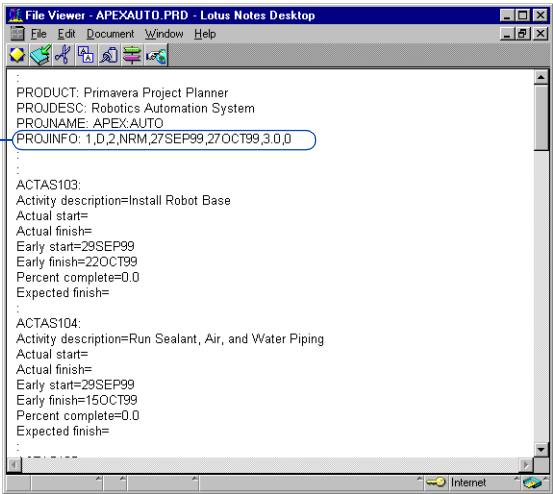 File Viewer - APEXAUTO.PRD - Lotus Notes Desktop
File Edit Document Window Help
:
PRODUCT: Primavera Project Planner
PROJDESC: Robotics Automation System
PROJNAME: APEX:AUTO
PROJINFO: 1,D,2,NRM,27SEP99,27OCT99,3.0,0
:
:
ACTAS103:
Activity description=Install Robot Base
Actual start=
Actual finish=
Early start=29SEP99
Early finish=22OCT99
Percent complete=0.0
Expected finish=
:
ACTAS104:
Activity description=Run Sealant, Air, and Water Piping
Actual start=
Actual finish=
Early start=29SEP99
Early finish=15OCT99
Percent complete=0.0
Expected finish=
:
Internet